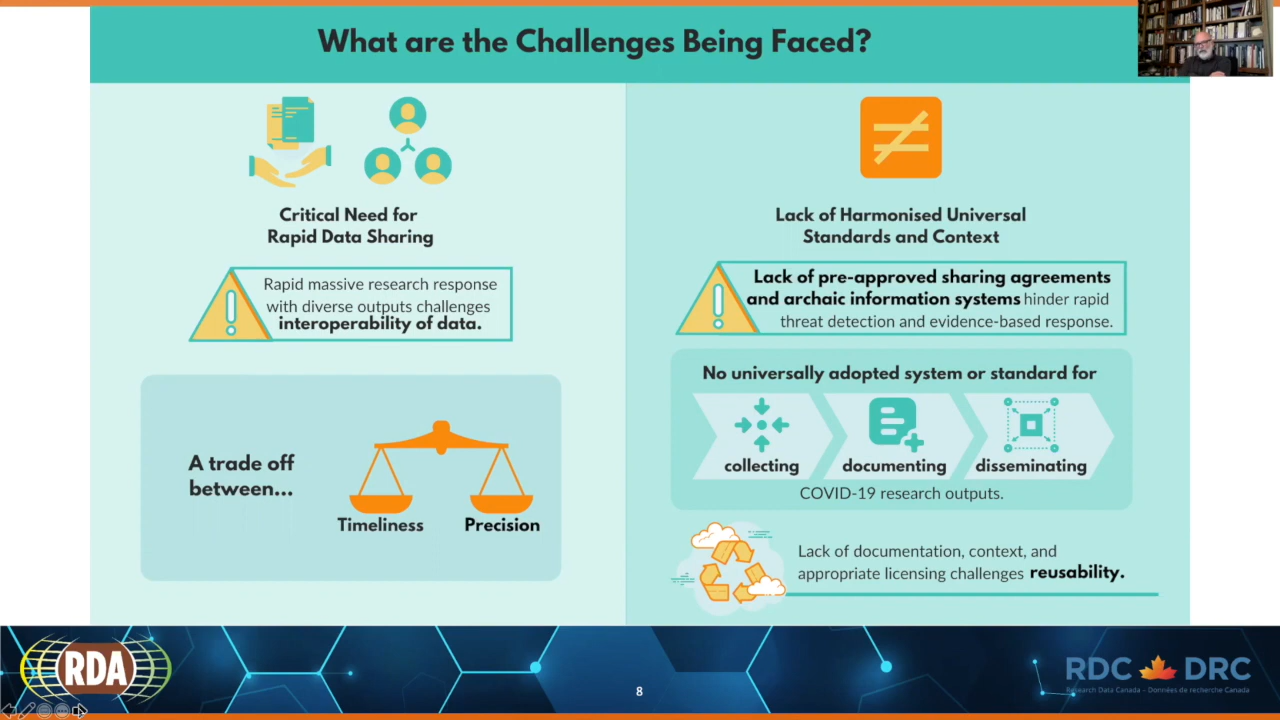 What are the Challenges Being Faced?
Critical Need for
Rapid Data Sharing
Rapid massive research response
with diverse outputs challenges
interoperability of data.
A trade off
between...
Timeliness
Precision
Lack of Harmonised Universal
Standards and Context
Lack of pre-approved sharing agreements
and archaic information systems hinder rapid
threat detection and evidence-based response.
No universally adopted system or standard for
collecting
documenting
disseminating
COVID-19 research outputs.
Lack of documentation, context, and
appropriate licensing challenges reusability.
RDA
8
RDC DRC
Research Data Canada – Données de recherche Canada